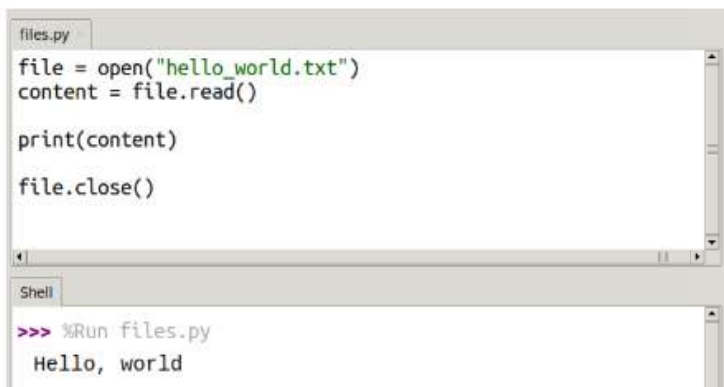 files.py
file = open("hello_world.txt")
content = file.read()
print(content)
file.close()
Shell
>>> %Run files.py
Hello, world